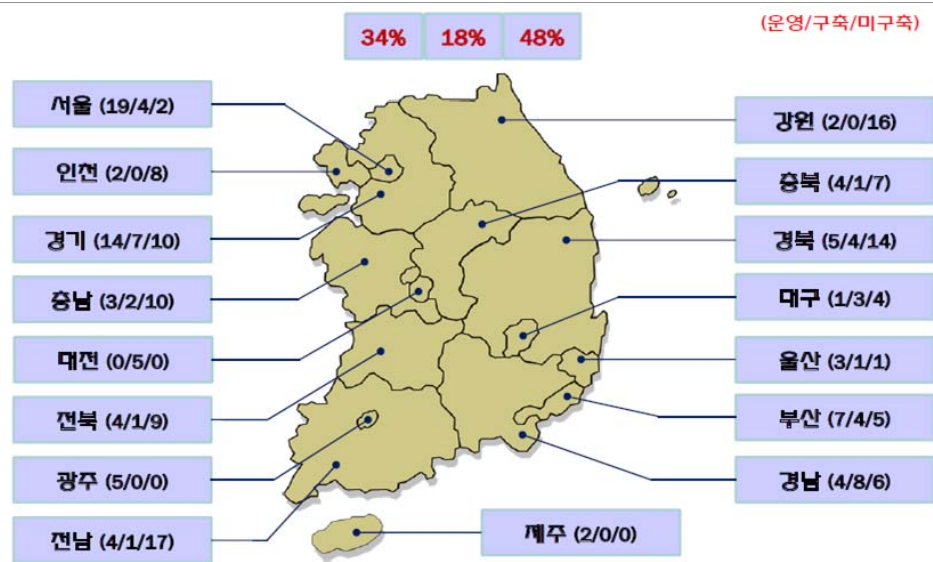 34% 18% 48%
(운영/구축/미구축)
서울 (19/4/2)
인천 (2/0/8)
경기 (14/7/10)
충남 (3/2/10)
대전 (0/5/0)
전북 (4/1/9)
광주 (5/0/0)
전남 (4/1/17)
강원 (2/0/16)
충북 (4/1/7)
경북 (5/4/14)
대구 (1/3/4)
울산 (3/1/1)
부산 (7/4/5)
경남 (4/8/6)
제주 (2/0/0)